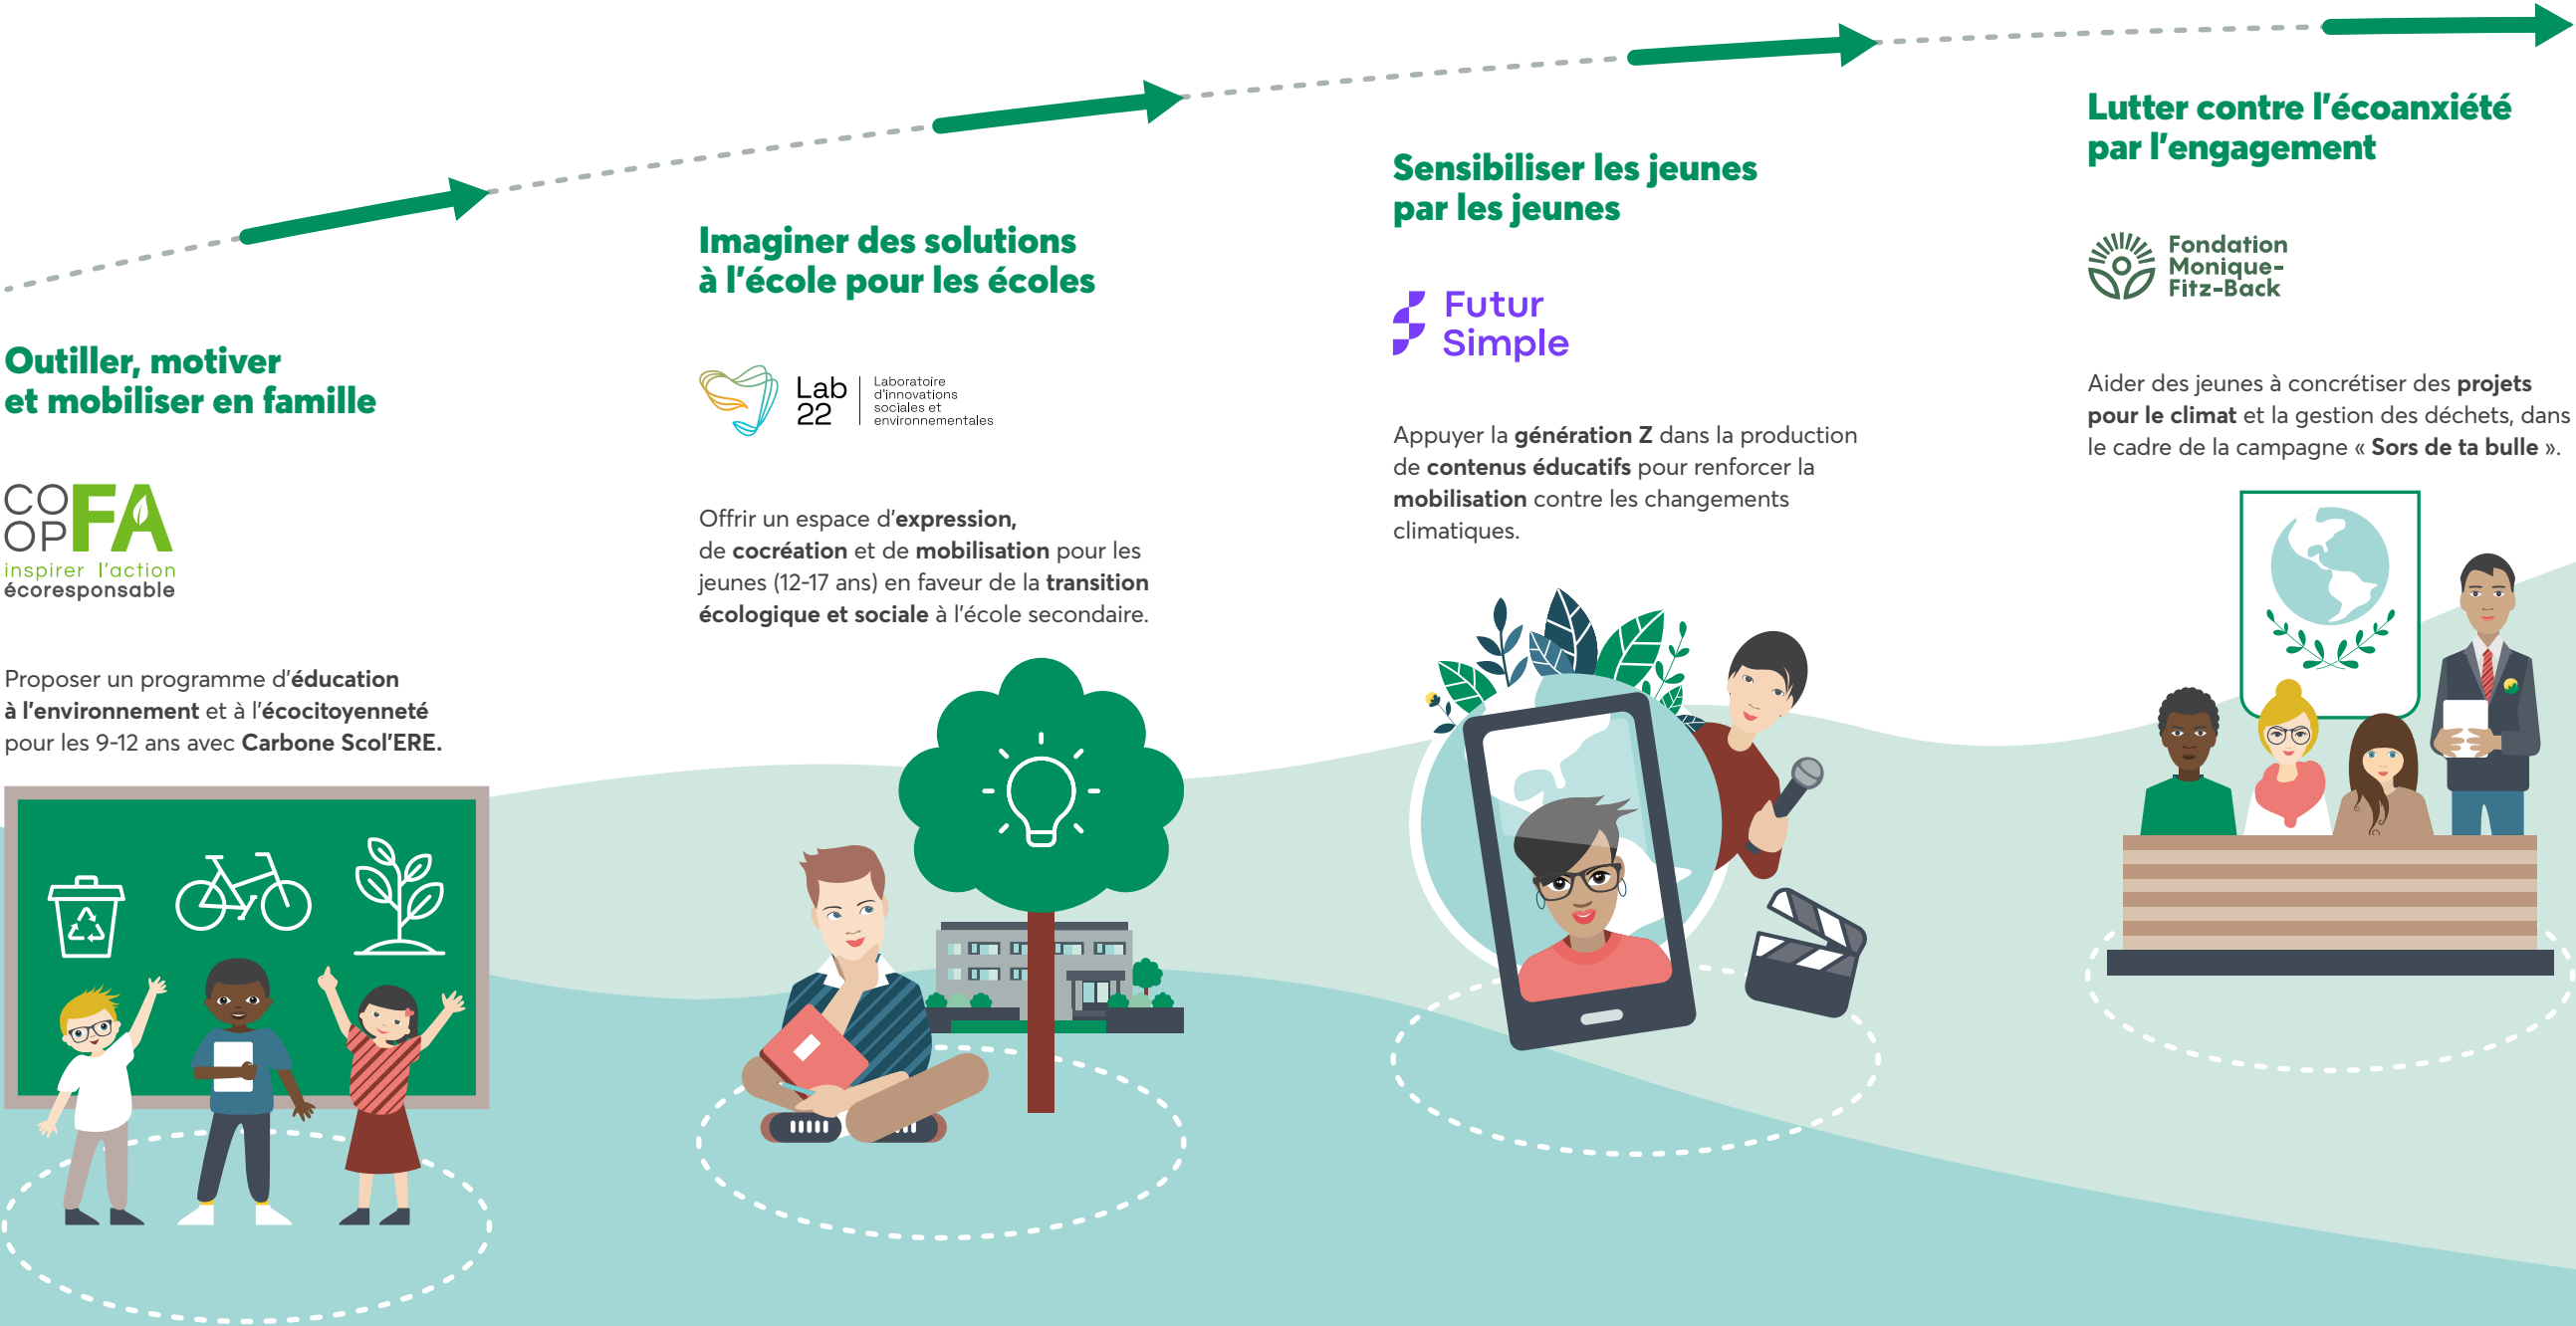 Outiller, motiver
et mobiliser en famille
CO
OP FA
inspirer l'action
écoresponsable
Proposer un programme d'éducation
à l'environnement et à l'écocitoyenneté
pour les 9-12 ans avec Carbone Scol'ERE.
Imaginer des solutions
à l'école pour les écoles
Lab
22
Laboratoire
d'innovations
sociales et
environnementales
Offrir un espace d'expression,
de cocréation et de mobilisation pour les
jeunes (12-17 ans) en faveur de la transition
écologique et sociale à l'école secondaire.
Sensibiliser les jeunes
par les jeunes
Futur
Simple
Appuyer la génération Z dans la production
de contenus éducatifs pour renforcer la
mobilisation contre les changements
climatiques.
Lutter contre l'écoanxiété
par l'engagement
Fondation
Monique-
Fitz-Back
Aider des jeunes à concrétiser des projets
pour le climat et la gestion des déchets, dans
le cadre de la campagne « Sors de ta bulle ».